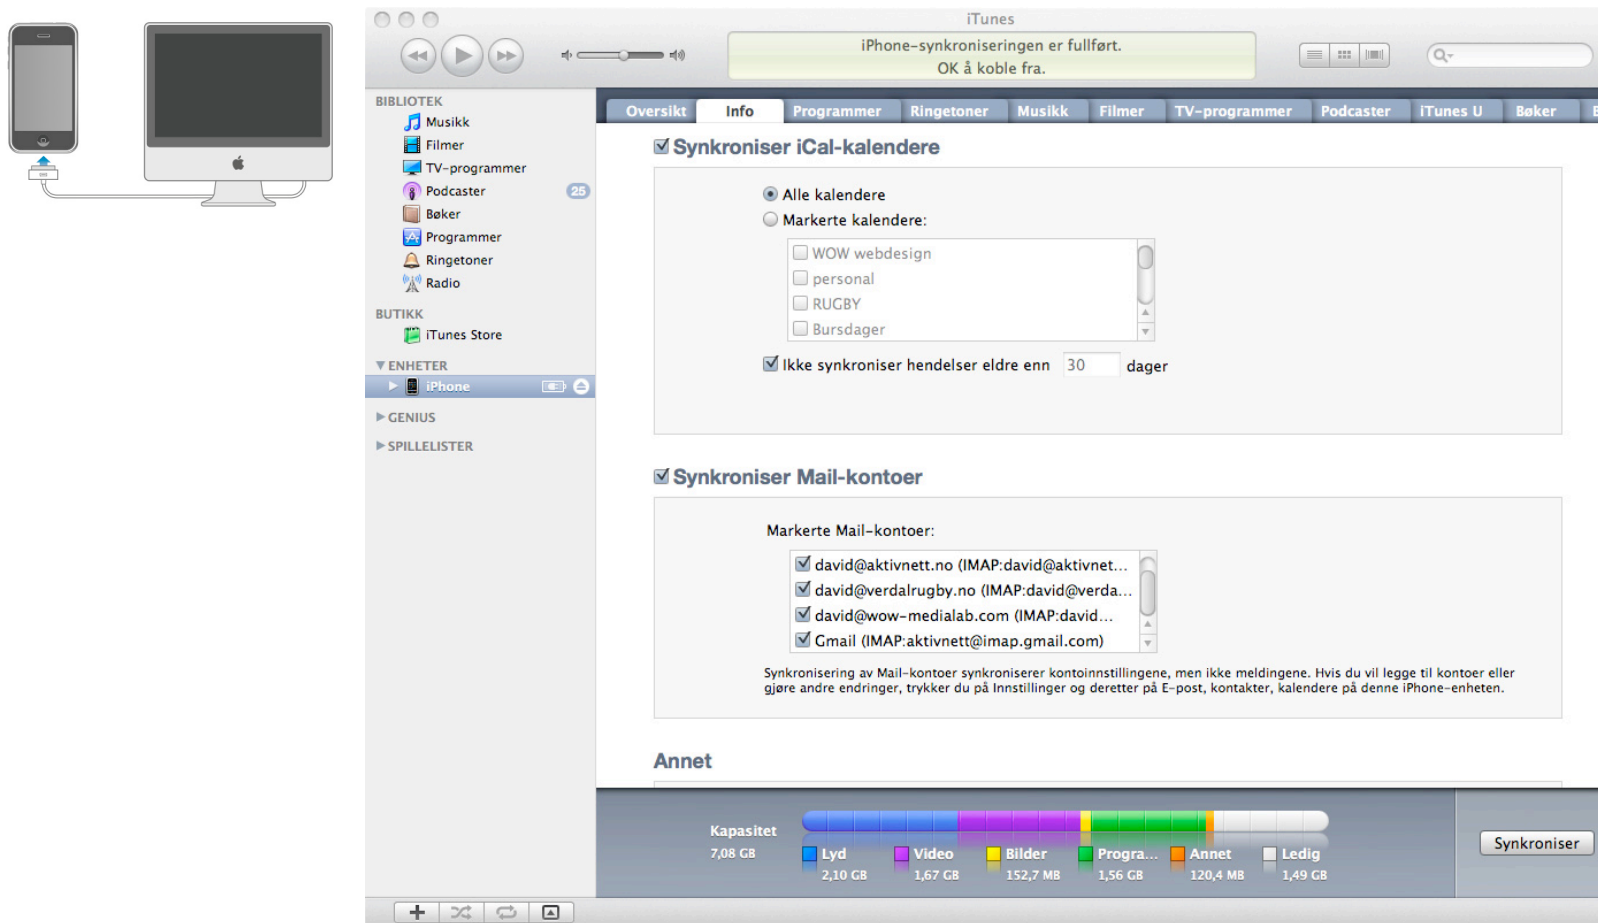 iTunes
iPhone-synkroniseringen er fullført.
OK å koble fra.
BIBLIOTEK
Musikk
Filmer
TV-programmer
Podcaster 25
Bøker
Programmer
Ringetoner
Radio
BUTIKK
iTunes Store
ENHETER
iPhone
GENIUS
SPILLELISTER
Oversikt Info Programmer Ringetoner Musikk Filmer TV-programmer Podcaster iTunes U Bøker
Synkroniser iCal-kalendere
Alle kalendere
Markerte kalendere:
WOW webdesign
personal
RUGBY
Bursdager
Ikke synkroniser hendelser eldre enn 30 dager
Synkroniser Mail-kontoer
Markerte Mail-kontoer:
david@aktivnett.no (IMAP:david@aktivnet...
david@verdalrugby.no (IMAP:david@verda...
david@wow-medialab.com (IMAP:david...
Gmail (IMAP:aktivnett@imap.gmail.com)
Synkronisering av Mail-kontoer synkroniserer kontoinnstillingene, men ikke meldingene. Hvis du vil legge til kontoer eller
gjøre andre endringer, trykker du på Innstillinger og deretter på E-post, kontakter, kalendere på denne iPhone-enheten.
Annet
Kapasitet
7,08 GB
Lyd Video Bilder Progra... Annet Ledig
2,10 GB 1,67 GB 152,7 MB 1,56 GB 120,4 MB 1,49 GB
Synkroniser